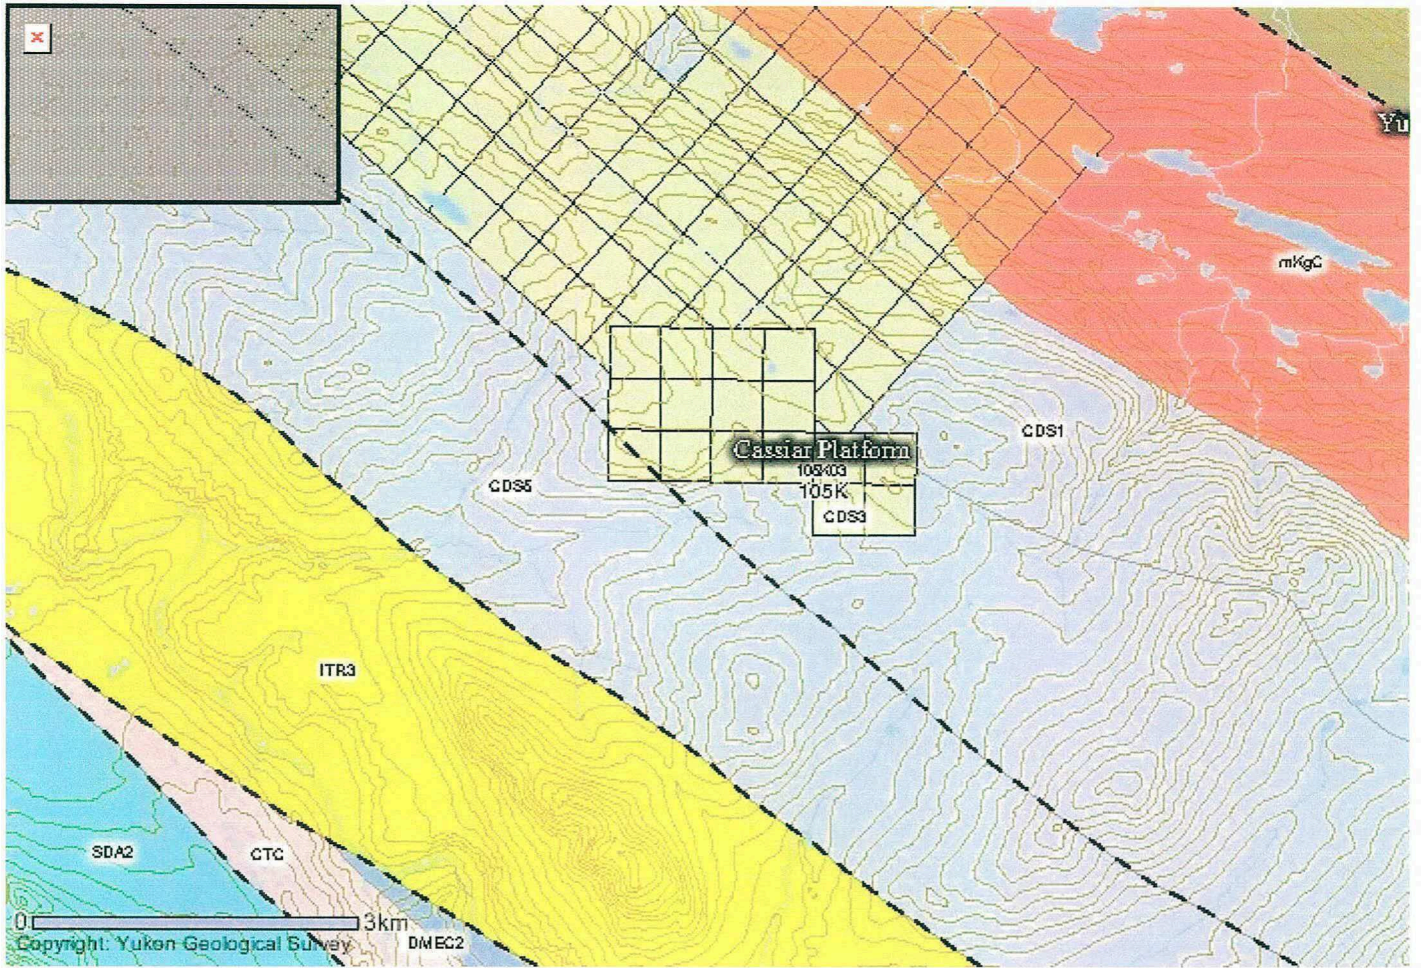 Yu
mKgC
CDS1
Cassiar Platform
105K03
105K
CDS5
CDS3
ITR3
SDA2
CTC
0 3km
Copyright: Yukon Geological Survey
DMEC2